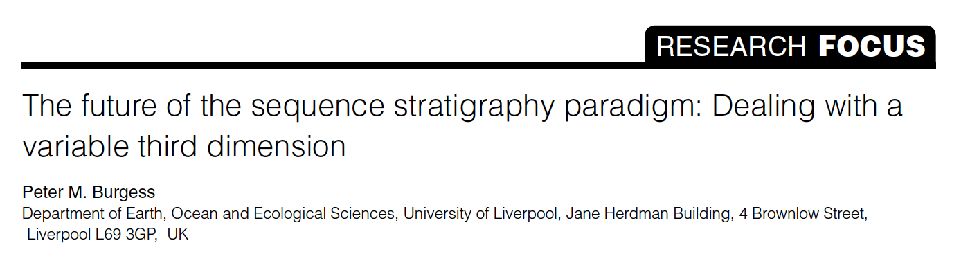 RESEARCH FOCUS
The future of the sequence stratigraphy paradigm: Dealing with a
variable third dimension
Peter M. Burgess
Department of Earth, Ocean and Ecological Sciences, University of Liverpool, Jane Herdman Building, 4 Brownlow Street,
Liverpool L69 3GP, UK